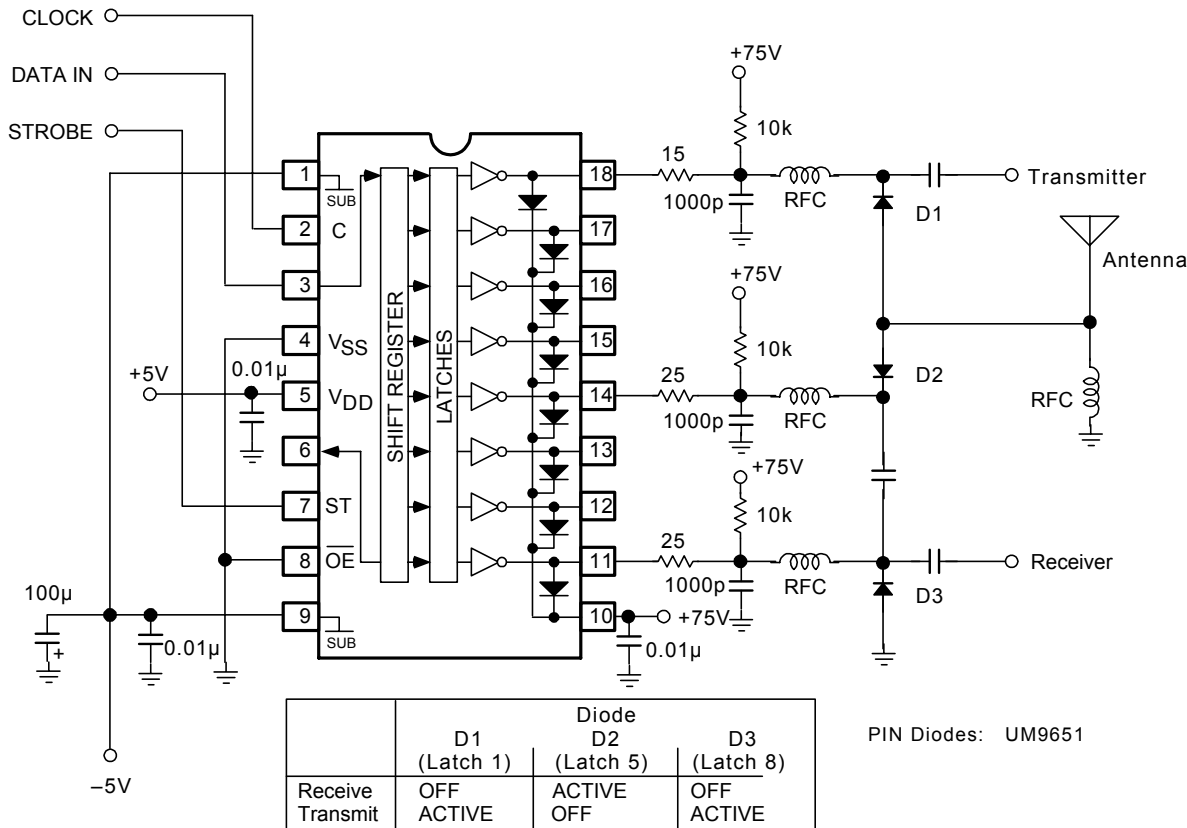 CLOCK
DATA IN
STROBE
1
SUB
2
C
3
4
VSS
+5V
0.01µ
5
VDD
6
7
ST
8
OE
100µ
+
0.01µ
9
SUB
–5V
SHIFT REGISTER
LATCHES
18
17
16
15
14
13
12
11
10
+75V
0.01µ
+75V
10k
15
1000p
RFC
D1
Transmitter
Antenna
+75V
10k
25
1000p
RFC
D2
RFC
+75V
10k
25
1000p
RFC
D3
Receiver
Diode
D1 D2 D3
(Latch 1) (Latch 5) (Latch 8)
Receive OFF ACTIVE OFF
Transmit ACTIVE OFF ACTIVE
PIN Diodes: UM9651